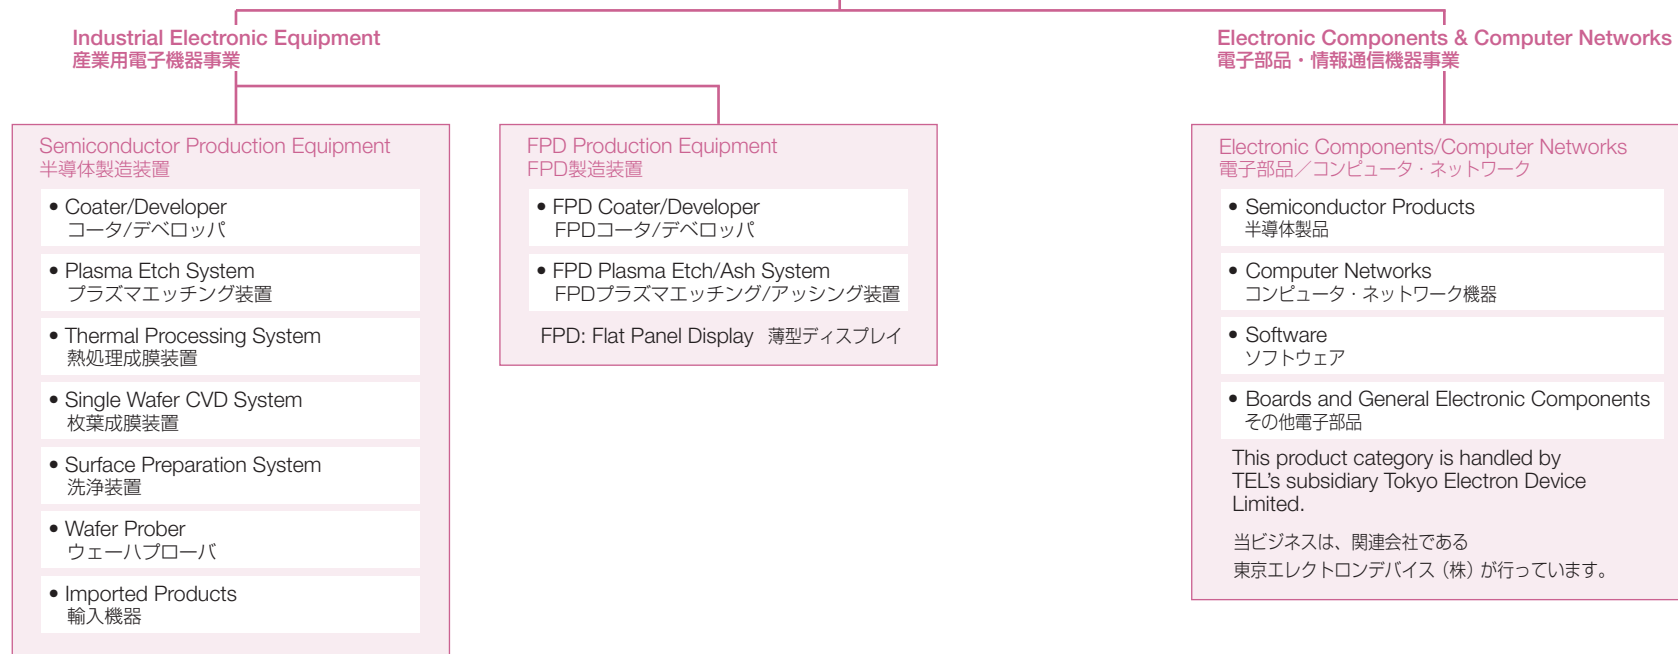 Industrial Electronic Equipment
産業用電子機器事業
Semiconductor Production Equipment
半導体製造装置
• Coater/Developer
コータ/デベロッパ
• Plasma Etch System
プラズマエッチング装置
• Thermal Processing System
熱処理成膜装置
• Single Wafer CVD System
枚葉成膜装置
• Surface Preparation System
洗浄装置
• Wafer Prober
ウェーハプローバ
• Imported Products
輸入機器
FPD Production Equipment
FPD製造装置
• FPD Coater/Developer
FPDコータ/デベロッパ
• FPD Plasma Etch/Ash System
FPDプラズマエッチング/アッシング装置
FPD: Flat Panel Display 薄型ディスプレイ
Electronic Components & Computer Networks
電子部品・情報通信機器事業
Electronic Components/Computer Networks
電子部品／コンピュータ・ネットワーク
• Semiconductor Products
半導体製品
• Computer Networks
コンピュータ・ネットワーク機器
• Software
ソフトウェア
• Boards and General Electronic Components
その他電子部品
This product category is handled by
TEL's subsidiary Tokyo Electron Device
Limited.
当ビジネスは、関連会社である
東京エレクトロンデバイス（株）が行っています。